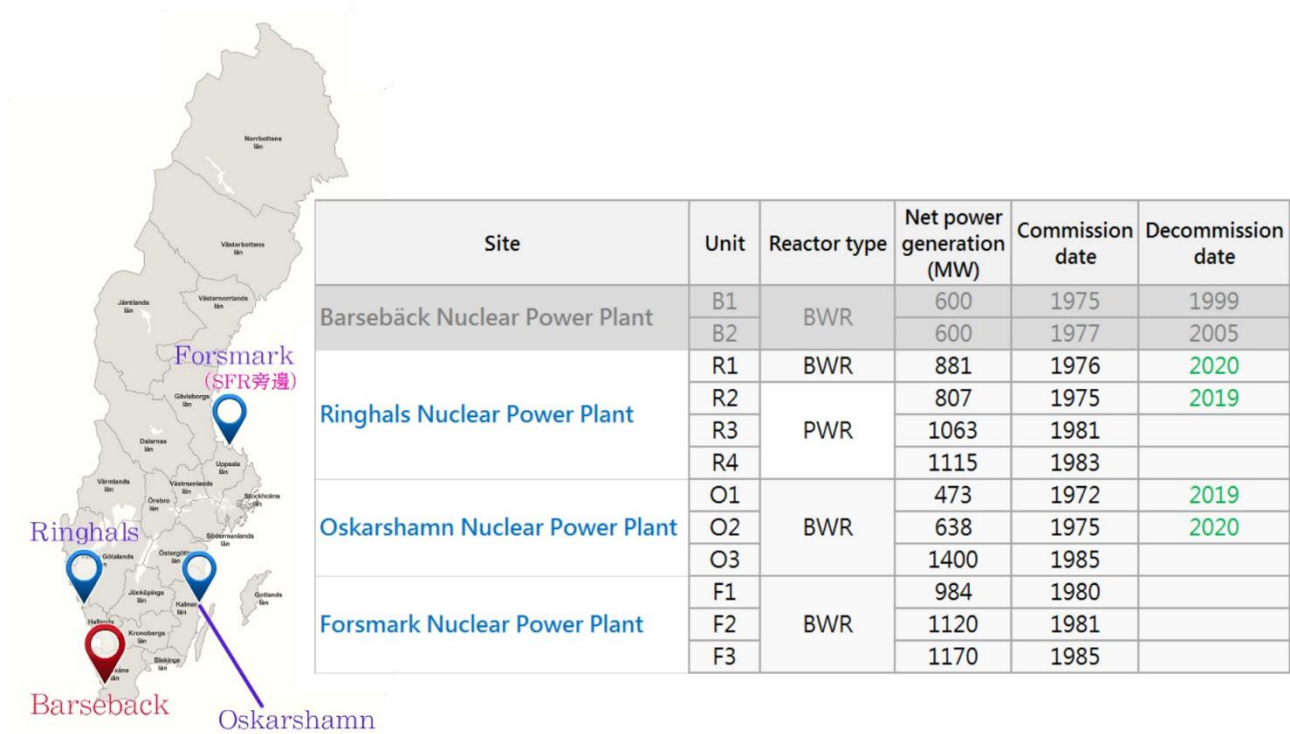 Norrbottens
län
Västerbottens
län
Jämtlands
län
Västernorrlands
län
Forsmark
(SFR旁邊)
Gävleborgs
län
Dalarnas
län
Uppsala
län
Värmlands
län
Västmanlands
län
Örebro
län
Stockholms
län
Södermanlands
län
Ringhals
Götalands
Östergötl
län
Jönköpings
län
Kalmar
län
Gotlands
län
Hallands
Kronobergs
län
Blekinge
län
Skåne
län
Barseback
Oskarshamn
Site Unit Reactor type Net power generation (MW) Commission date Decommission date
Barsebäck Nuclear Power Plant B1 BWR 600 1975 1999
B2 600 1977 2005
Ringhals Nuclear Power Plant R1 BWR 881 1976 2020
R2 PWR 807 1975 2019
R3 1063 1981
R4 1115 1983
Oskarshamn Nuclear Power Plant O1 BWR 473 1972 2019
O2 638 1975 2020
O3 1400 1985
Forsmark Nuclear Power Plant F1 BWR 984 1980
F2 1120 1981
F3 1170 1985